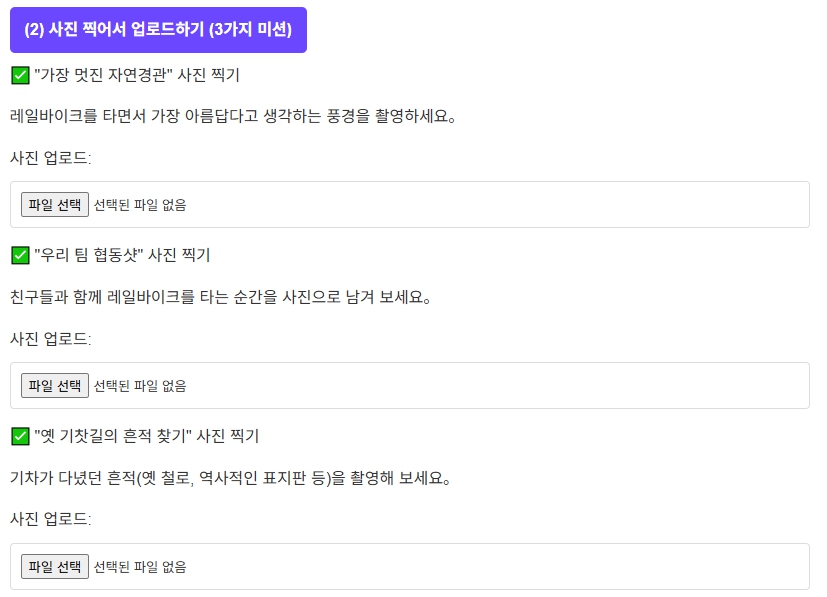 (2) 사진 찍어서 업로드하기 (3가지 미션)
✅ "가장 멋진 자연경관" 사진 찍기
레일바이크를 타면서 가장 아름답다고 생각하는 풍경을 촬영하세요.
사진 업로드:
파일 선택 선택된 파일 없음
✅ "우리 팀 협동샷" 사진 찍기
친구들과 함께 레일바이크를 타는 순간을 사진으로 남겨 보세요.
사진 업로드:
파일 선택 선택된 파일 없음
✅ "옛 기찻길의 흔적 찾기" 사진 찍기
기차가 다녔던 흔적(옛 철로, 역사적인 표지판 등)을 촬영해 보세요.
사진 업로드:
파일 선택 선택된 파일 없음